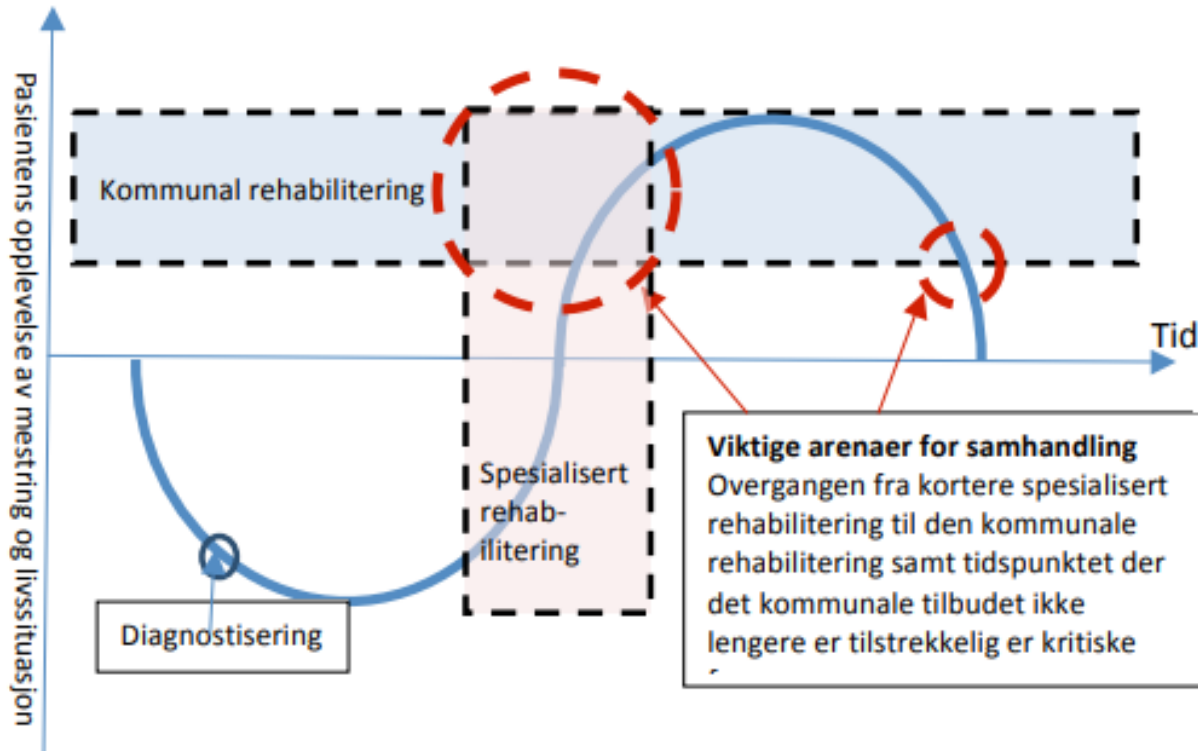 Pasientens opplevelse av mestring og livssituasjon
Kommunal rehabilitering
Tid
Spesialisert
rehab-
ilitering
Diagnostisering
Viktige arenaer for samhandling
Overgangen fra kortere spesialisert
rehabilitering til den kommunale
rehabilitering samt tidspunktet der
det kommunale tilbudet ikke
lengere er tilstrekkelig er kritiske